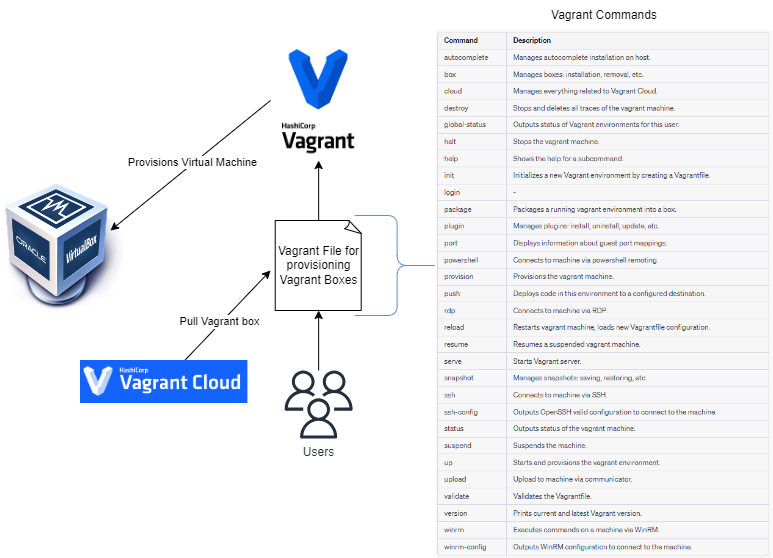 Vagrant Commands
Command Description
autocomplete Manages autocomplete installation on host.
box Manages boxes: installation, removal, etc.
cloud Manages everything related to Vagrant Cloud.
destroy Stops and deletes all traces of the vagrant machine.
global-status Outputs status of Vagrant environments for this user.
halt Stops the vagrant machine.
help Shows the help for a subcommand.
init Initializes a new Vagrant environment by creating a Vagrantfile.
login -
package Packages a running vagrant environment into a box.
plugin Manages plugins: install, uninstall, update, etc.
port Displays information about guest port mappings.
powershell Connects to machine via powershell remoting.
provision Provisions the vagrant machine.
push Deploys code in this environment to a configured destination.
rdp Connects to machine via RDP.
reload Restarts vagrant machine, loads new Vagrantfile configuration.
resume Resumes a suspended vagrant machine.
serve Starts Vagrant server.
snapshot Manages snapshots: saving, restoring, etc.
ssh Connects to machine via SSH.
ssh-config Outputs OpenSSH valid configuration to connect to the machine.
status Outputs status of the vagrant machine.
suspend Suspends the machine.
up Starts and provisions the vagrant environment.
upload Upload to machine via communicator.
validate Validates the Vagrantfile.
version Prints current and latest Vagrant version.
winrm Executes commands on a machine via WinRM.
winrm-config Outputs WinRM configuration to connect to the machine.
HashiCorp
Vagrant
Provisions Virtual Machine
ORACLE
VirtualBox
Vagrant File for
provisioning
Vagrant Boxes
Pull Vagrant box
HashiCorp
Vagrant Cloud
Users